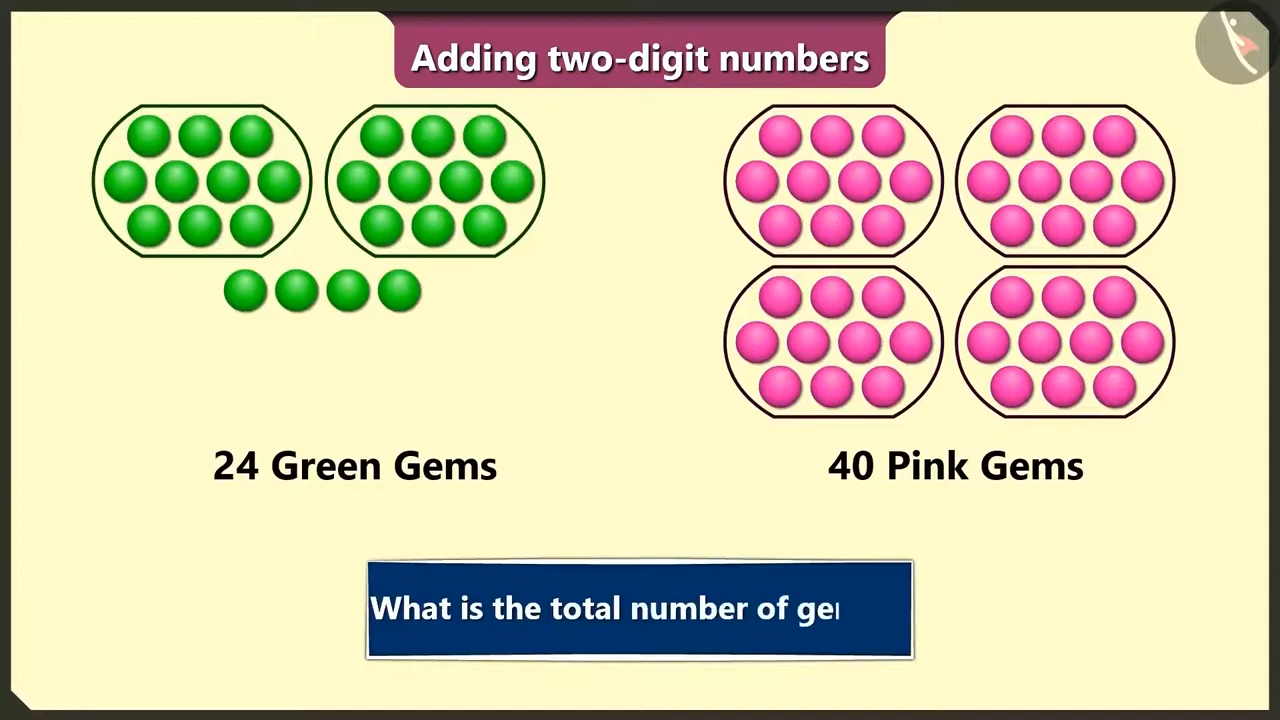 Adding two-digit numbers
24 Green Gems
40 Pink Gems
What is the total number of